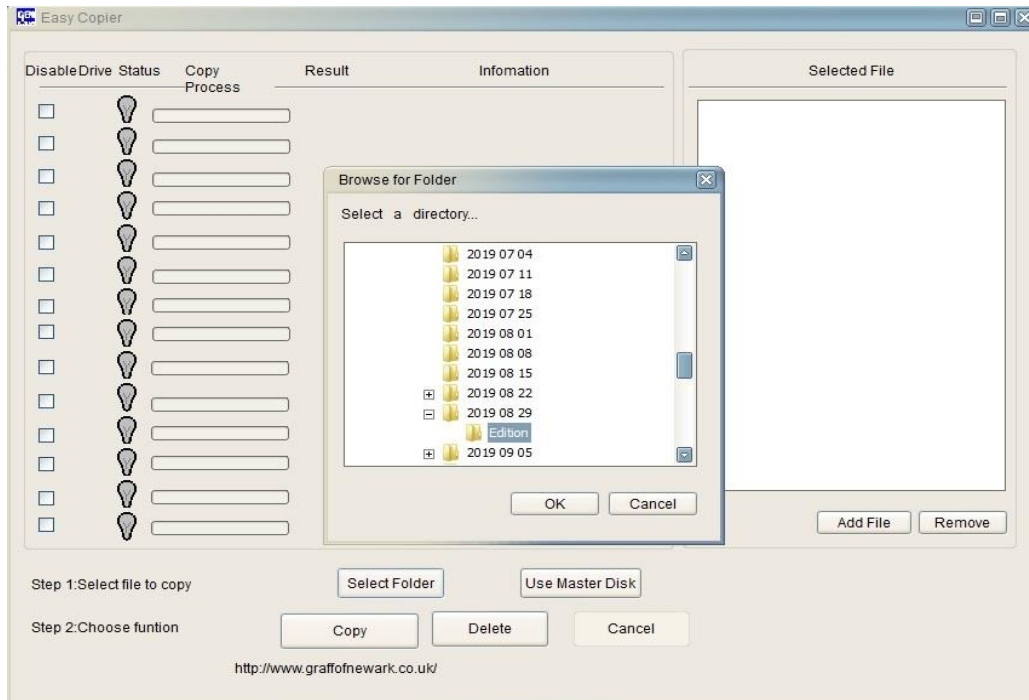 Easy Copier
Disable Drive Status Copy Process Result Infomation
Selected File
Browse for Folder
Select a directory...
2019 07 04
2019 07 11
2019 07 18
2019 07 25
2019 08 01
2019 08 08
2019 08 15
2019 08 22
2019 08 29
Edition
2019 09 05
OK Cancel
Add File Remove
Step 1:Select file to copy Select Folder Use Master Disk
Step 2:Choose funtion Copy Delete Cancel
http://www.graffofnewark.co.uk/